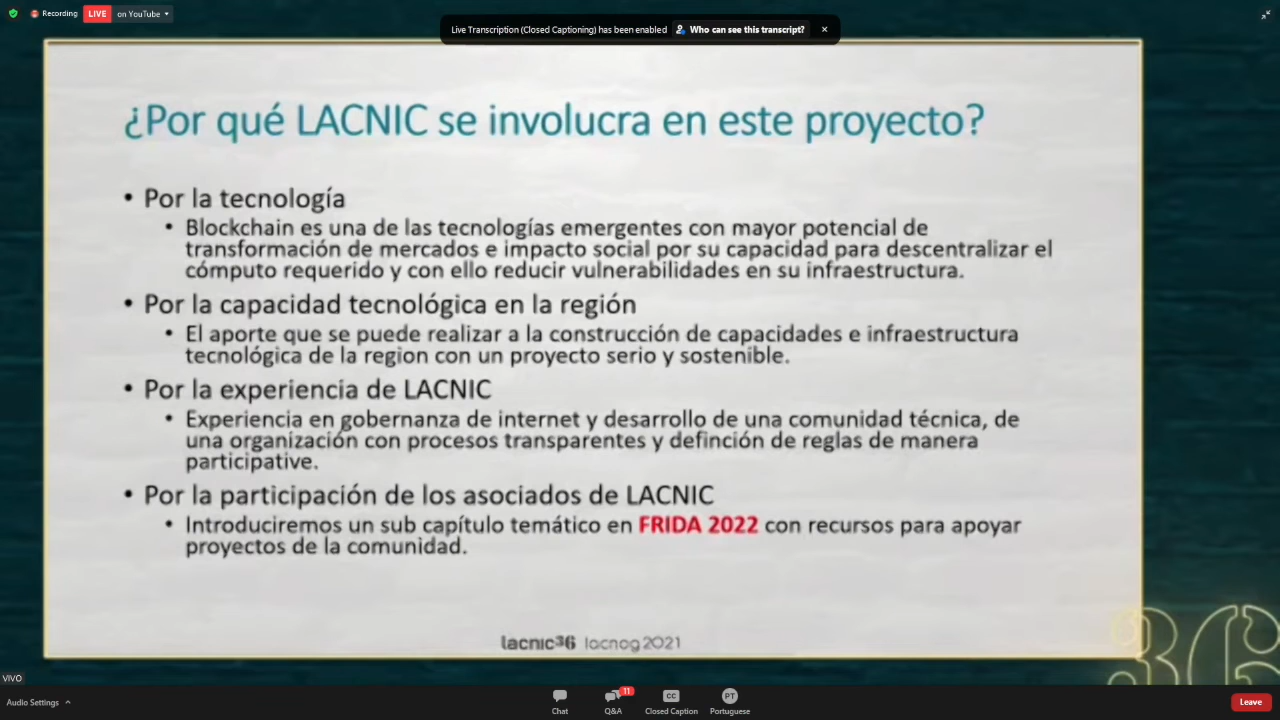 Recording LIVE on YouTube
Live Transcription (Closed Captioning) has been enabled Who can see this transcript?
¿Por qué LACNIC se involucra en este proyecto?
• Por la tecnología
• Blockchain es una de las tecnologías emergentes con mayor potencial de
transformación de mercados e impacto social por su capacidad para descentralizar el
cómputo requerido y con ello reducir vulnerabilidades en su infraestructura.
• Por la capacidad tecnológica en la región
• El aporte que se puede realizar a la construcción de capacidades e infraestructura
tecnológica de la region con un proyecto serio y sostenible.
• Por la experiencia de LACNIC
• Experiencia en gobernanza de internet y desarrollo de una comunidad técnica, de
una organización con procesos transparentes y definción de reglas de manera
participative.
• Por la participación de los asociados de LACNIC
• Introduciremos un sub capítulo temático en FRIDA 2022 con recursos para apoyar
proyectos de la comunidad.
lacnic36 lacnog2021
36
VIVO
Audio Settings
Chat
11
Q&A
CC
Closed Caption
PT
Portuguese
Leave